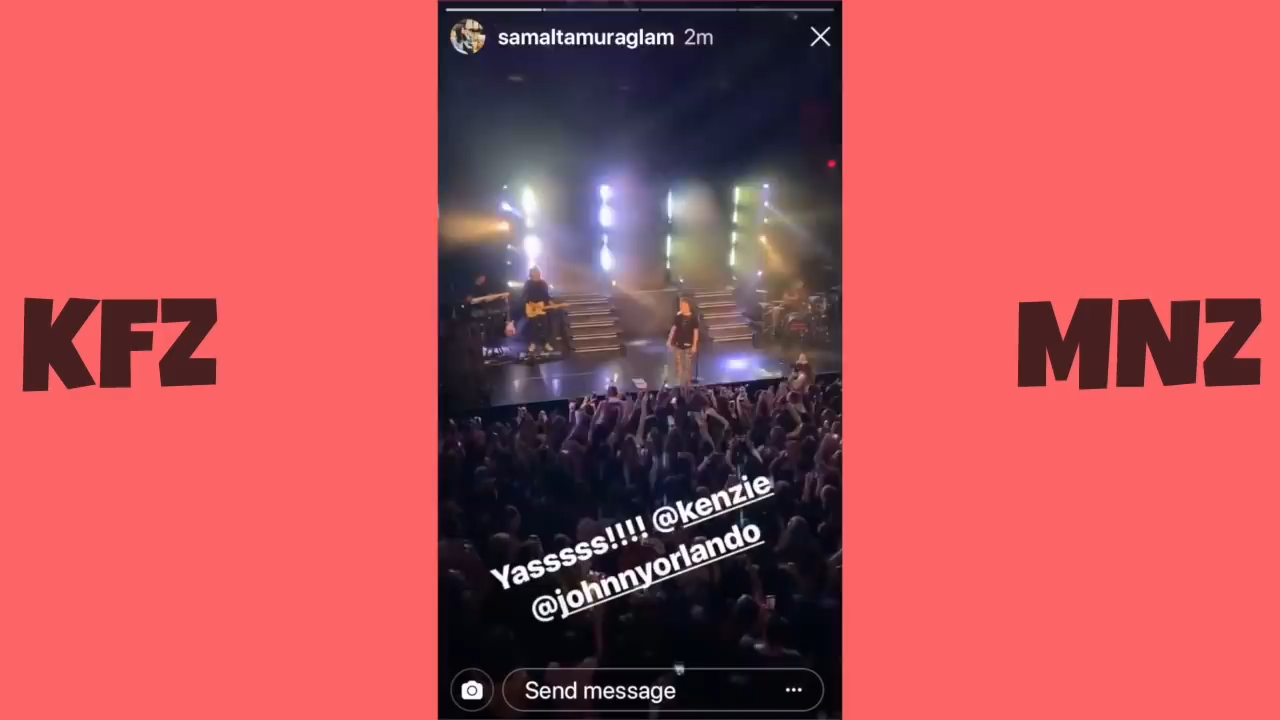 samaltamuraglam 2m
KFZ
MNZ
Yasssss!!!! @kenzie
@johnnyorlando
Send message